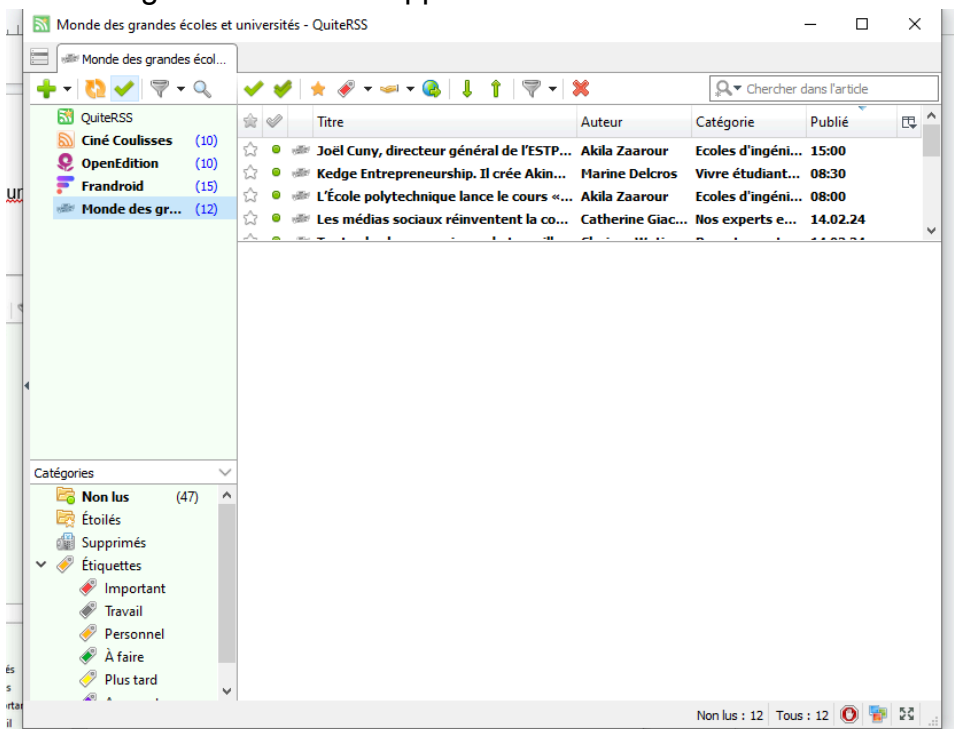 Monde des grandes écoles et universités - QuiteRSS
Monde des grandes écol...
Chercher dans l'article
QuiteRSS
Ciné Coulisses (10)
OpenEdition (10)
Frandroid (15)
Monde des gr... (12)
Titre Auteur Catégorie Publié
Joël Cuny, directeur général de l'ESTP... Akila Zaarour Ecoles d'ingéni... 15:00
Kedge Entrepreneurship. Il crée Akin... Marine Delcros Vivre étudiant... 08:30
L'École polytechnique lance le cours «... Akila Zaarour Ecoles d'ingéni... 08:00
Les médias sociaux réinventent la co... Catherine Giac... Nos experts e... 14.02.24
Catégories
Non lus (47)
Étoilés
Supprimés
Étiquettes
Important
Travail
Personnel
À faire
Plus tard
Non lus : 12 Tous : 12